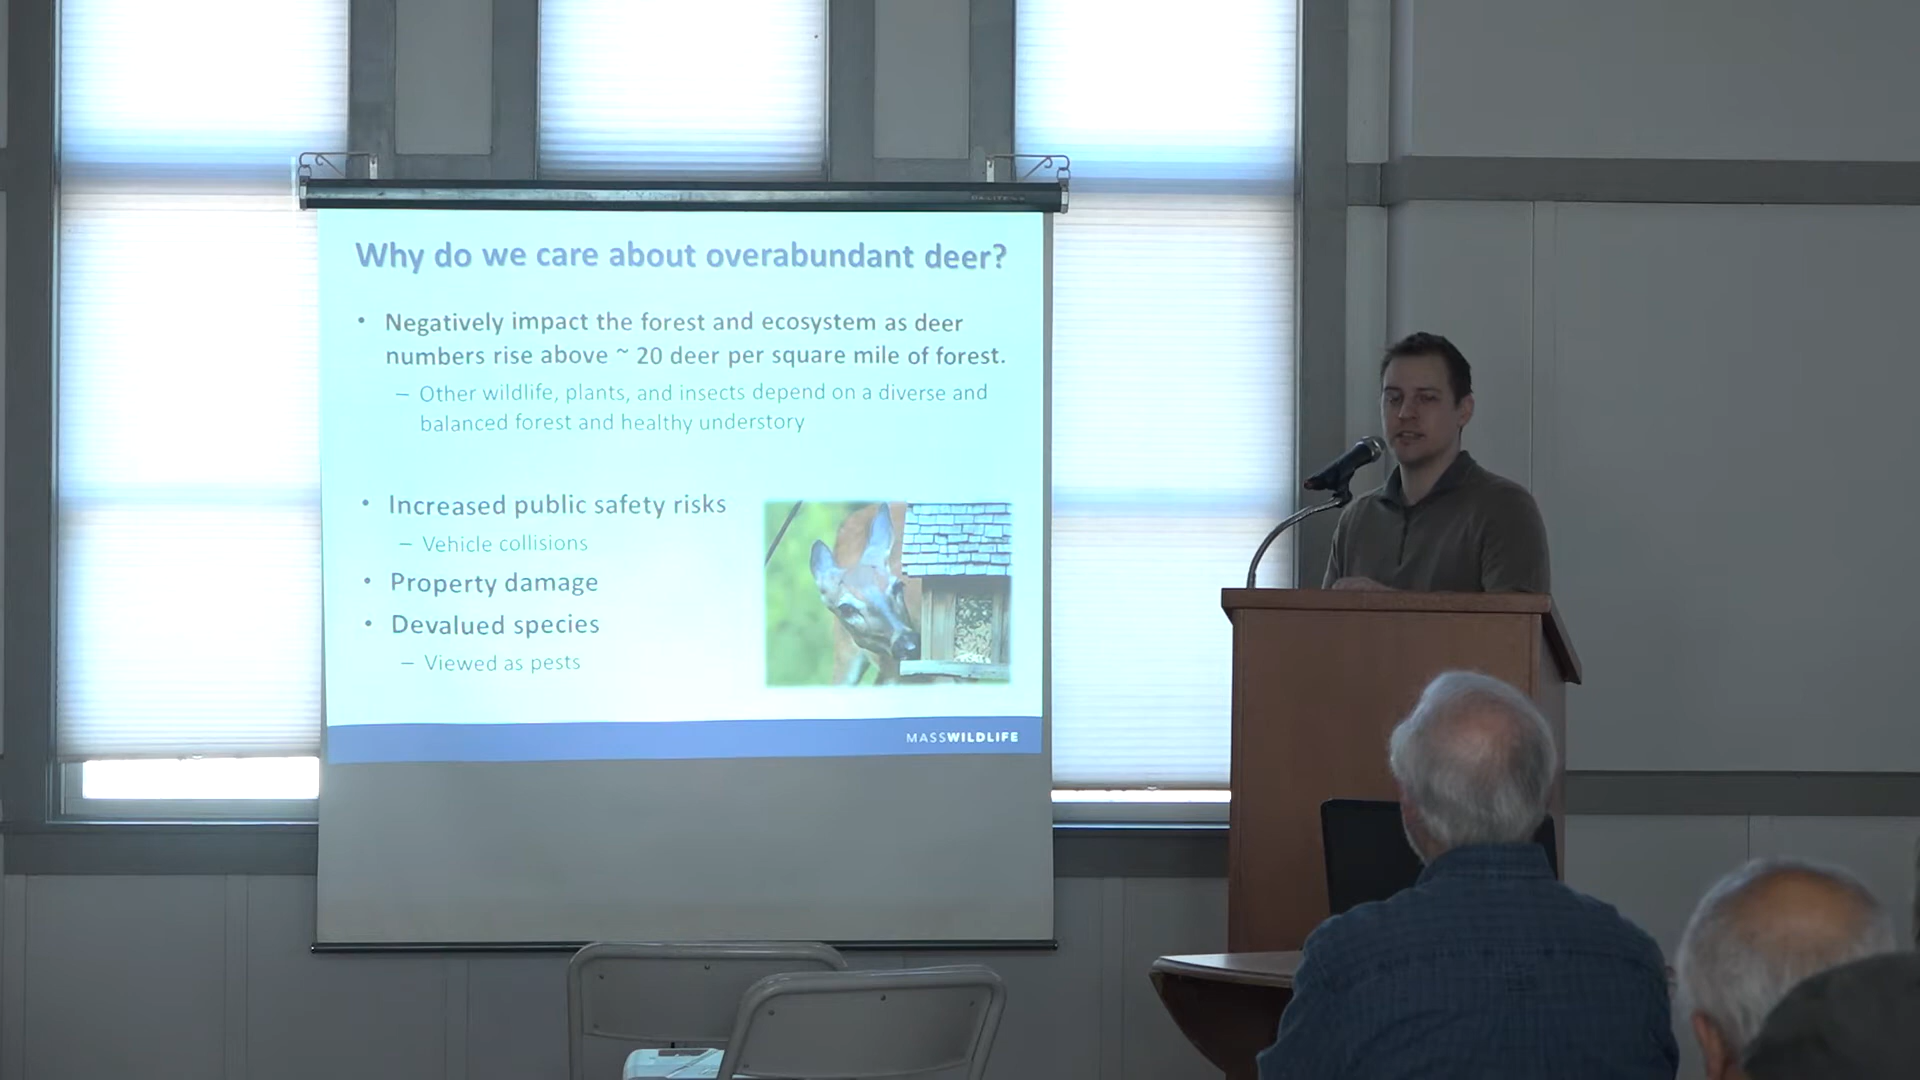 Why do we care about overabundant deer?
• Negatively impact the forest and ecosystem as deer
numbers rise above ~ 20 deer per square mile of forest.
– Other wildlife, plants, and insects depend on a diverse and
balanced forest and healthy understory
• Increased public safety risks
– Vehicle collisions
• Property damage
• Devalued species
– Viewed as pests
MASSWILDLIFE